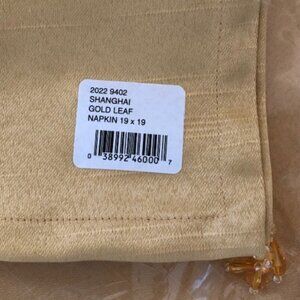 2022 9402
SHANGHAI
GOLD LEAF
NAPKIN 19 x 19
0 38992 46000 7